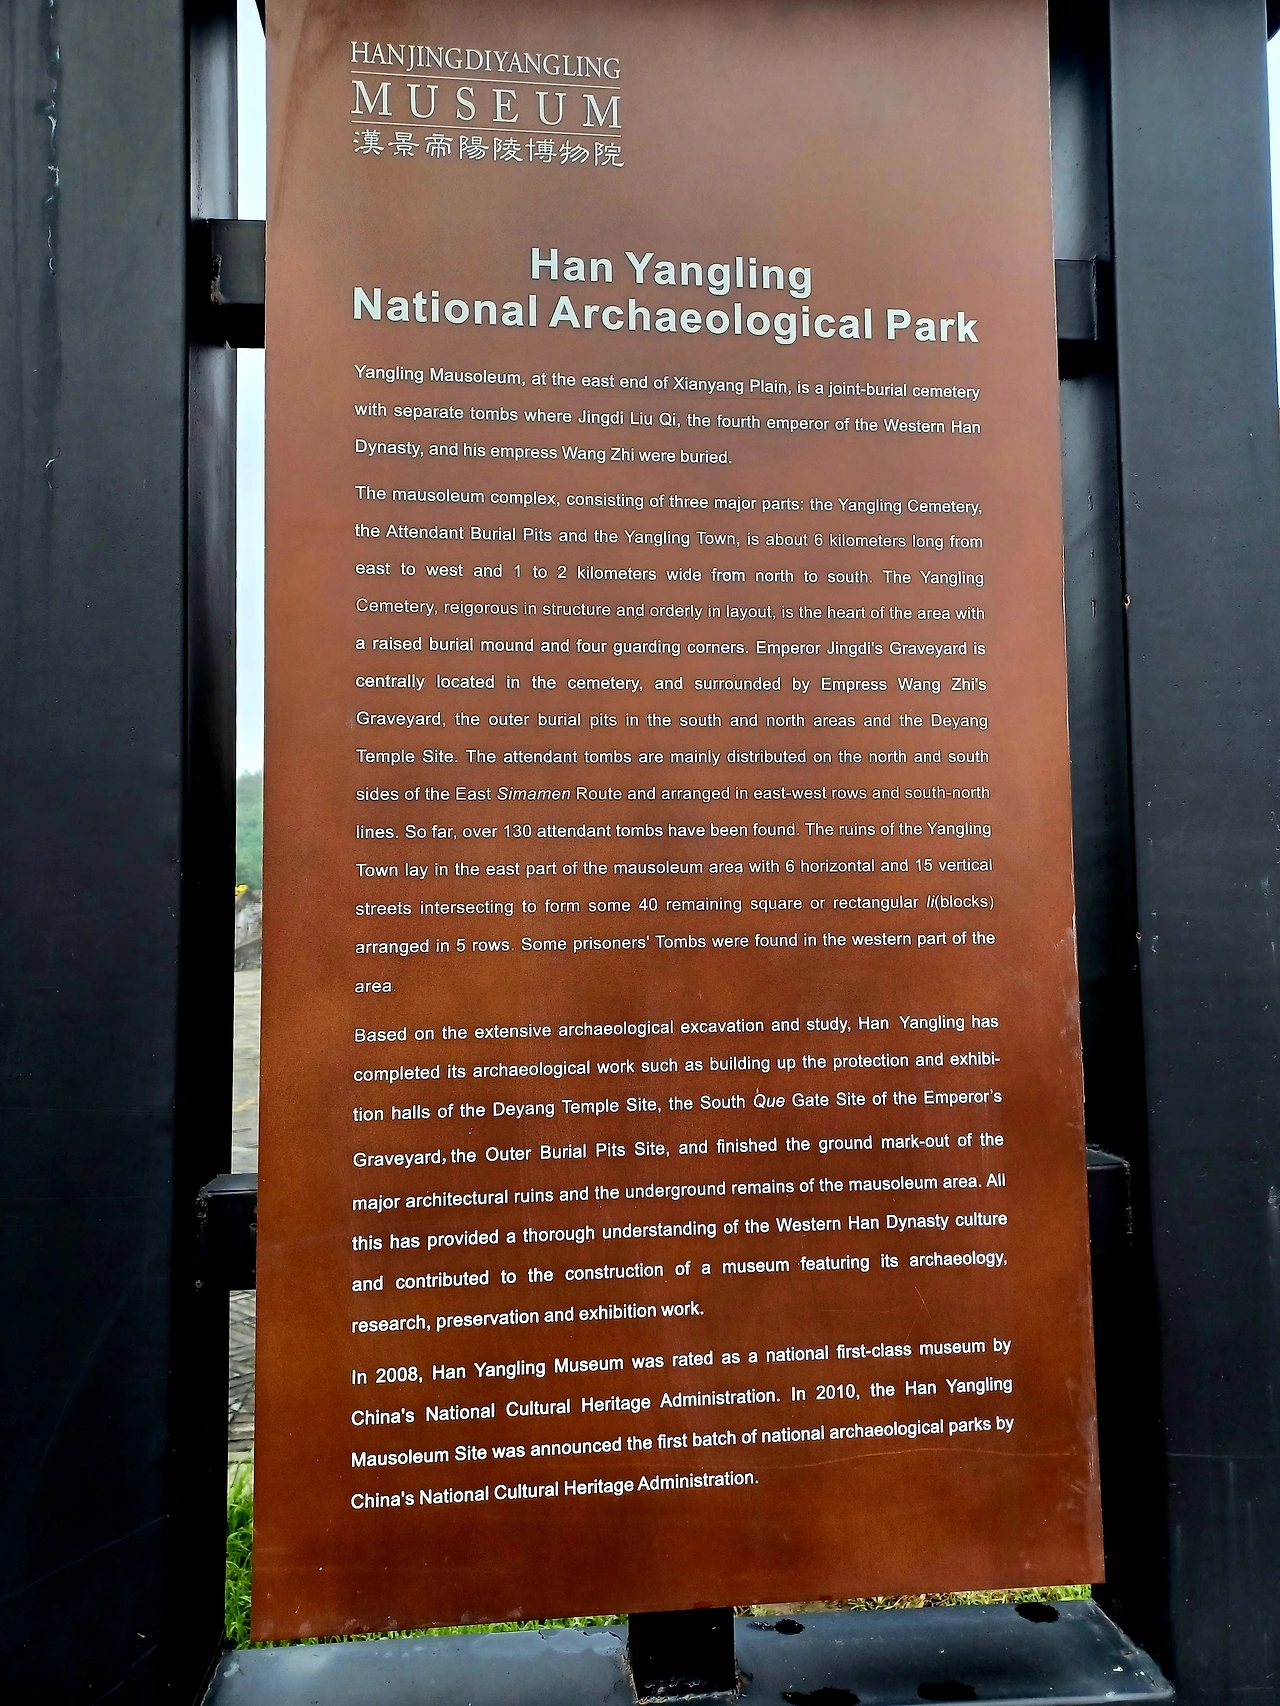 HANJINGDIYANGLING
MUSEUM
漢景帝陽陵博物院
Han Yangling
National Archaeological Park
Yangling Mausoleum, at the east end of Xianyang Plain, is a joint-burial cemetery
with separate tombs where Jingdi Liu Qi, the fourth emperor of the Western Han
Dynasty, and his empress Wang Zhi were buried.
The mausoleum complex, consisting of three major parts: the Yangling Cemetery,
the Attendant Burial Pits and the Yangling Town, is about 6 kilometers long from
east to west and 1 to 2 kilometers wide from north to south. The Yangling
Cemetery, reigorous in structure and orderly in layout, is the heart of the area with
a raised burial mound and four guarding corners. Emperor Jingdi's Graveyard is
centrally located in the cemetery, and surrounded by Empress Wang Zhi's
Graveyard, the outer burial pits in the south and north areas and the Deyang
Temple Site. The attendant tombs are mainly distributed on the north and south
sides of the East Simamen Route and arranged in east-west rows and south-north
lines. So far, over 130 attendant tombs have been found. The ruins of the Yangling
Town lay in the east part of the mausoleum area with 6 horizontal and 15 vertical
streets intersecting to form some 40 remaining square or rectangular li(blocks)
arranged in 5 rows. Some prisoners' Tombs were found in the western part of the
area.
Based on the extensive archaeological excavation and study, Han Yangling has
completed its archaeological work such as building up the protection and exhibi-
tion halls of the Deyang Temple Site, the South Que Gate Site of the Emperor's
Graveyard, the Outer Burial Pits Site, and finished the ground mark-out of the
major architectural ruins and the underground remains of the mausoleum area. All
this has provided a thorough understanding of the Western Han Dynasty culture
and contributed to the construction of a museum featuring its archaeology,
research, preservation and exhibition work.
In 2008, Han Yangling Museum was rated as a national first-class museum by
China's National Cultural Heritage Administration. In 2010, the Han Yangling
Mausoleum Site was announced the first batch of national archaeological parks by
China's National Cultural Heritage Administration.